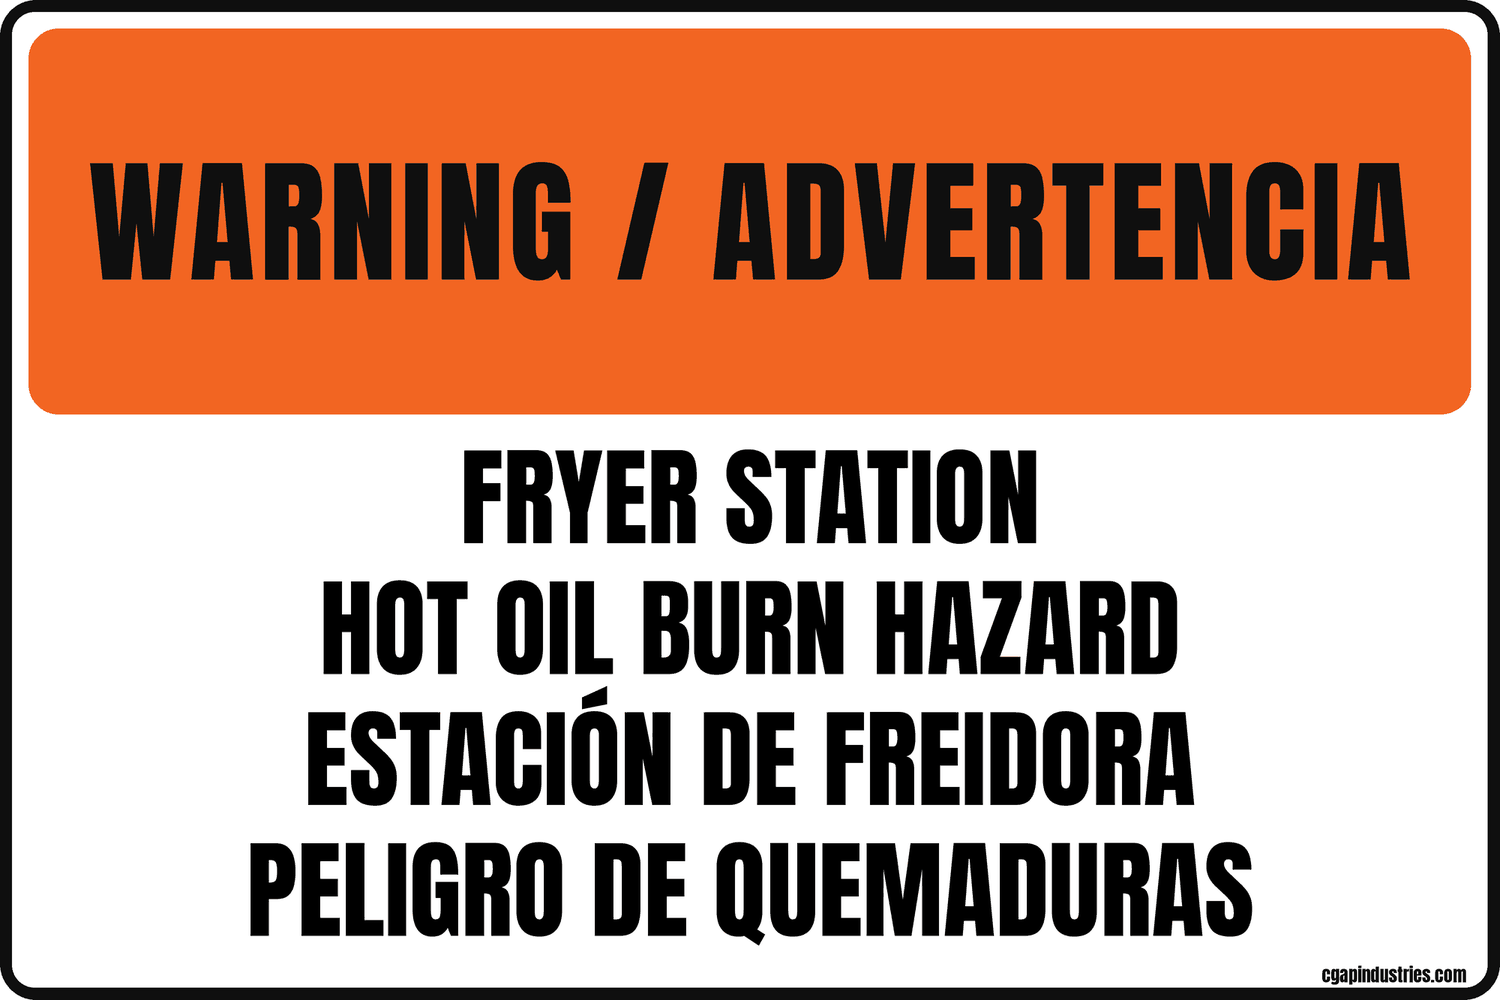 WARNING / ADVERTENCIA
FRYER STATION
HOT OIL BURN HAZARD
ESTACIÓN DE FREIDORA
PELIGRO DE QUEMADURAS
cgapindustries.com